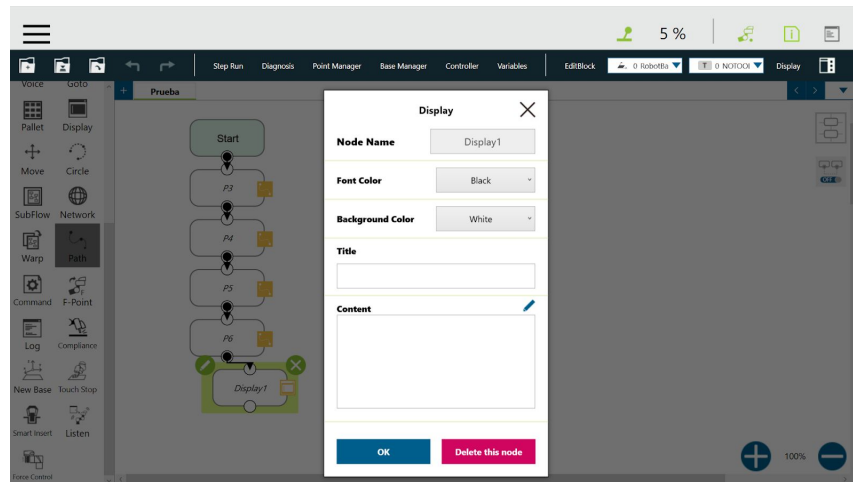 5 %
Step Run Diagnosis Point Manager Base Manager Controller Variables EditBlock 0 RobotBa T 0 NOTOOL Display
Voice Goto
+ Prueba
Pallet Display
Move Circle
SubFlow Network
Warp Path
Command F-Point
Log Compliance
New Base Touch Stop
Smart Insert Listen
Force Control
Start
P3
P4
P5
P6
Display1
Display
Node Name Display1
Font Color Black
Background Color White
Title
Content
OK Delete this node
OFF
100%